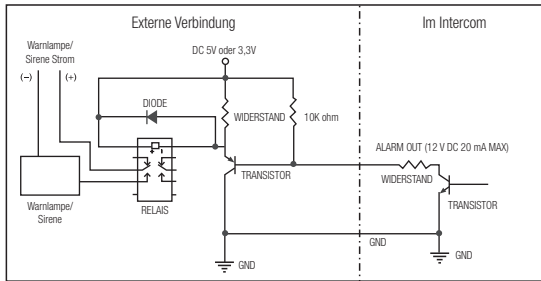 Externe Verbindung
Im Intercom
Warnlampe/
Sirene Strom
(–)
(+)
DC 5V oder 3,3V
DIODE
WIDERSTAND
10K ohm
+
-
RELAIS
TRANSISTOR
ALARM OUT (12 V DC 20 mA MAX)
WIDERSTAND
TRANSISTOR
Warnlampe/
Sirene
GND
GND
GND